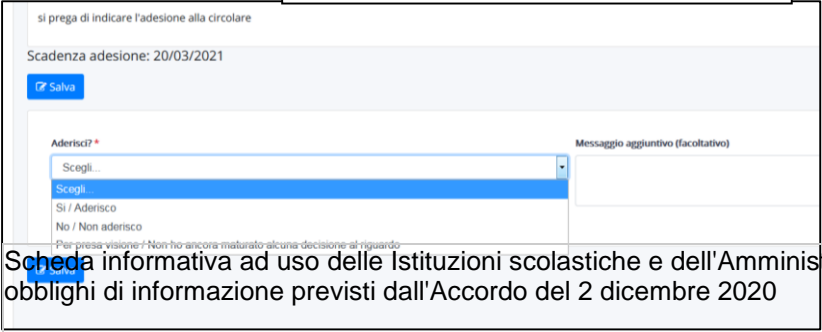 si prega di indicare l'adesione alla circolare
Scadenza adesione: 20/03/2021
Salva
Aderisci? *
Messaggio aggiuntivo (facoltativo)
Scegli...
Scegli...
Si / Aderisco
No / Non aderisco
Per presa visione / Non ho ancora maturato alcuna decisione al riguardo
Scheda informativa ad uso delle Istituzioni scolastiche e dell'Amminis
Salva
obblighi di informazione previsti dall'Accordo del 2 dicembre 2020